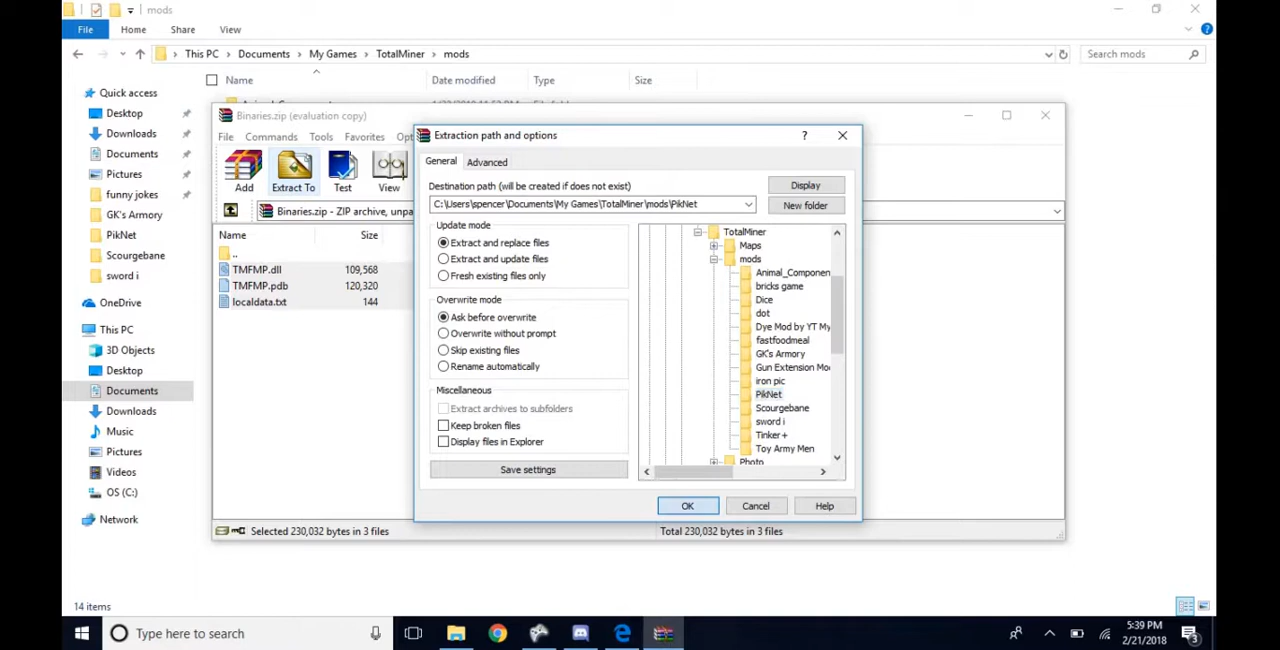 mods
File
Home
Share
View
This PC
Documents
My Games
TotalMiner
mods
Search mods
Name
Date modified
Type
Size
Quick access
Desktop
Downloads
Documents
Pictures
funny jokes
GK's Armory
PikNet
Scourgebane
sword i
OneDrive
This PC
3D Objects
Desktop
Documents
Downloads
Music
Pictures
Videos
OS (C:)
Network
14 items
Binaries.zip (evaluation copy)
File Commands Tools Favorites
Add
Extract To
Test
View
Binaries.zip - ZIP archive,
Name
Size
..
TMFMP.dll 109,568
TMFMP.pdb 120,320
localdata.txt 144
Selected 230,032 bytes in 3 files
Total 230,032 bytes in 3 files
Extraction path and options
?
General
Advanced
Destination path (will be created if does not exist)
Display
C:\Users\spencer\Documents\My Games\TotalMiner\mods\PikNet
New folder
Update mode
Extract and replace files
Extract and update files
Fresh existing files only
Overwrite mode
Ask before overwrite
Overwrite without prompt
Skip existing files
Rename automatically
Miscellaneous
Extract archives to subfolders
Keep broken files
Display files in Explorer
Save settings
TotalMiner
Maps
mods
Animal_Componen
bricks game
Dice
dot
Dye Mod by YT My
fastfoodmeal
GK's Armory
Gun Extension Mo
iron pic
PikNet
Scourgebane
sword i
Tinker+
Toy Army Men
Photo
OK
Cancel
Help
Type here to search
5:39 PM
2/21/2018
3